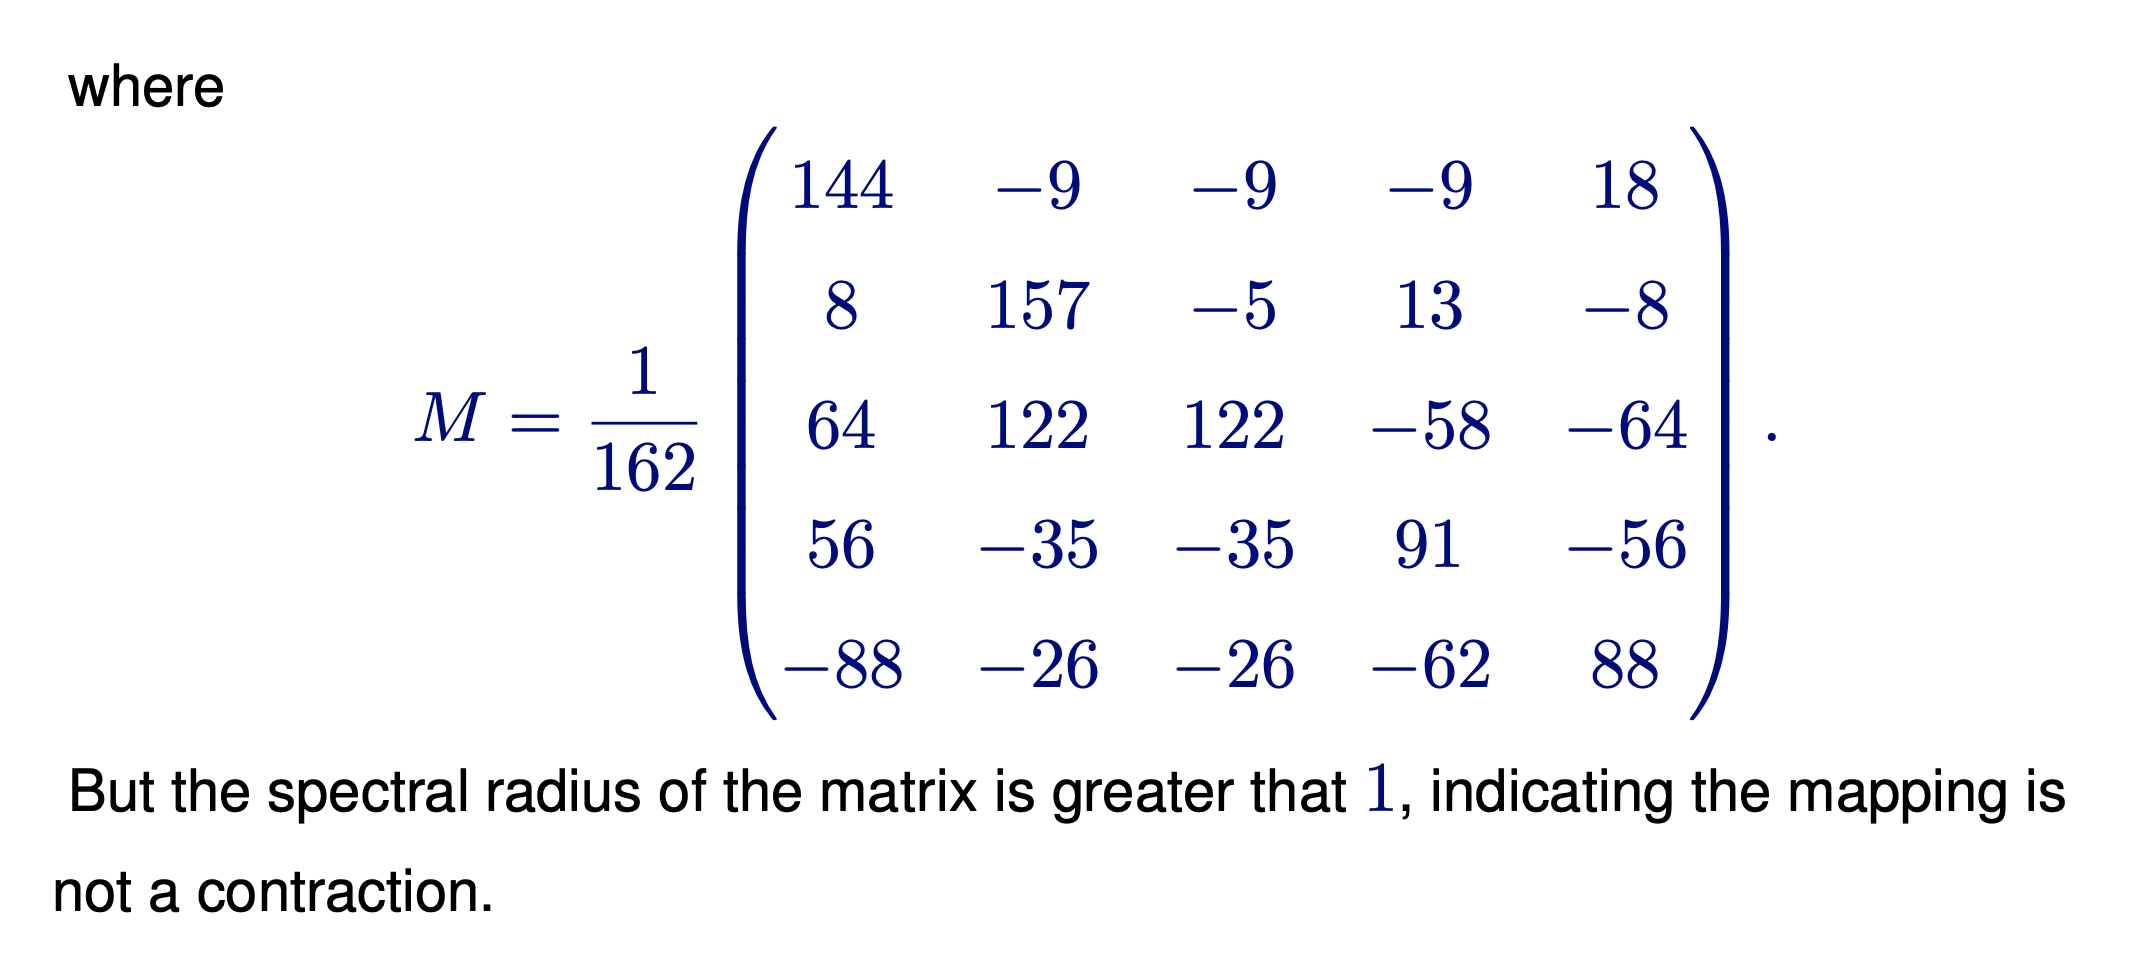 where
M = \frac{1}{162} \begin{pmatrix} 144 & -9 & -9 & -9 & 18 \\ 8 & 157 & -5 & 13 & -8 \\ 64 & 122 & 122 & -58 & -64 \\ 56 & -35 & -35 & 91 & -56 \\ -88 & -26 & -26 & -62 & 88 \end{pmatrix}.
But the spectral radius of the matrix is greater that 1, indicating the mapping is
not a contraction.